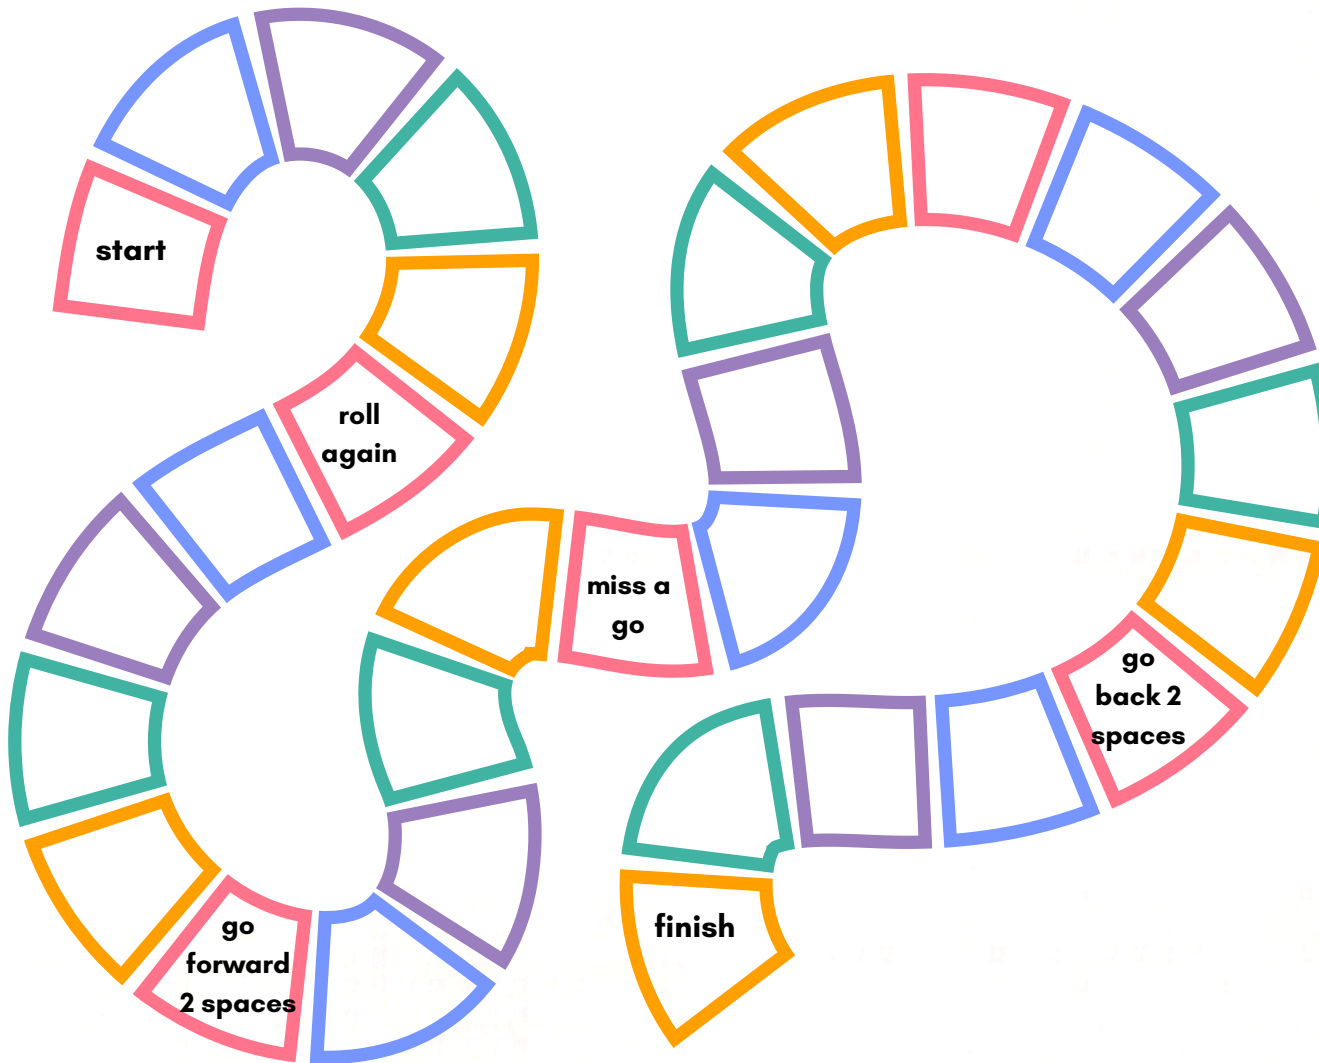 start
roll
again
go
forward
2 spaces
miss a
go
go
back 2
spaces
finish